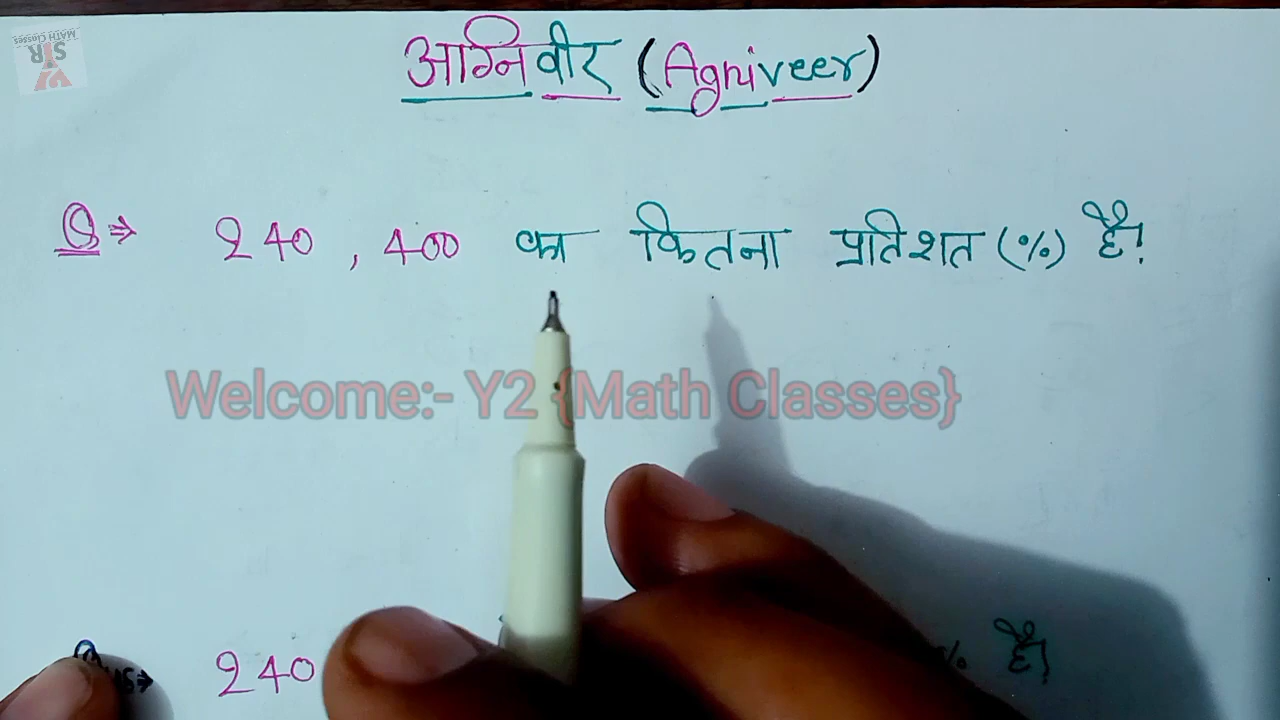 Y2
SIR
MATH Classes
अग्निवीर (Agniveer)
Q⇒ 240, 400 का कितना प्रतिशत (%) है!
Welcome:- Y2 {Math Classes}
240 % है।